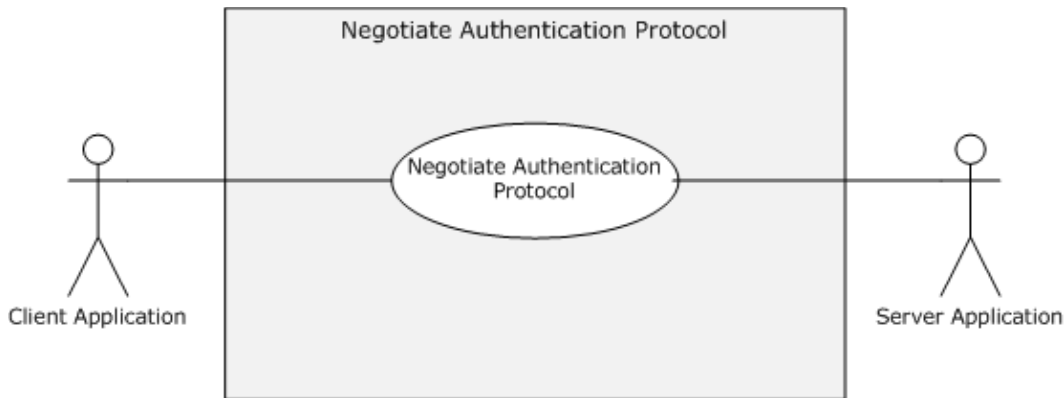 Negotiate Authentication Protocol
Negotiate Authentication
Protocol
Client Application
Server Application